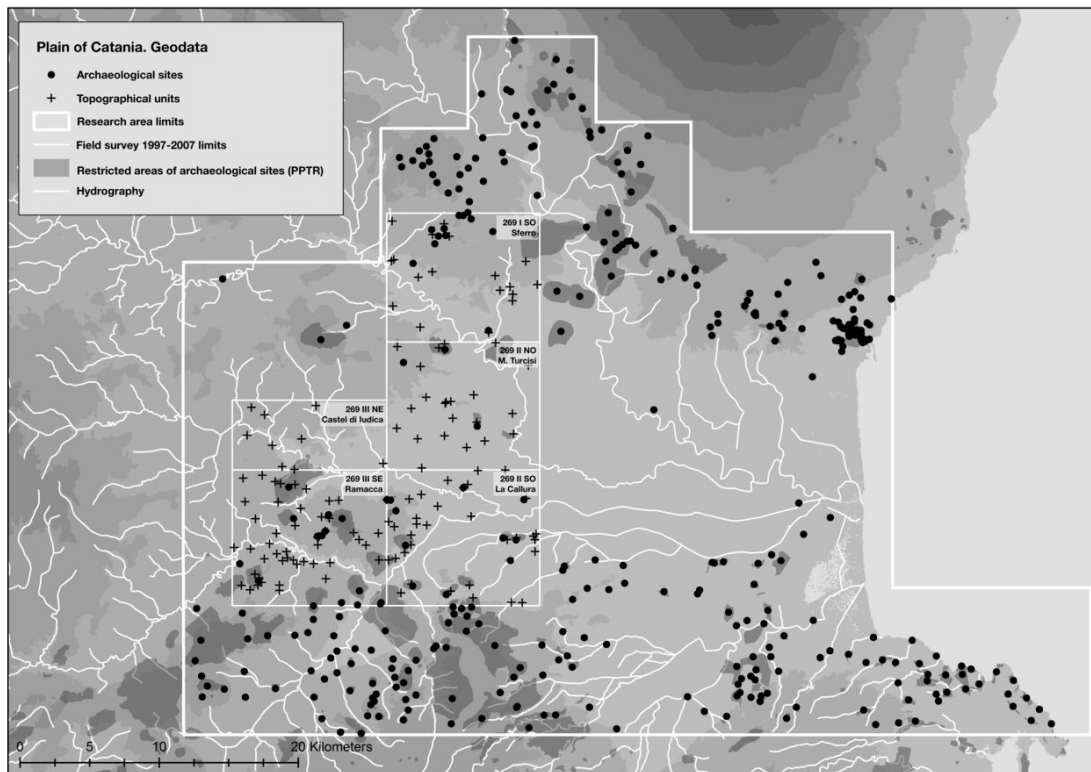 Plain of Catania. Geodata
Archaeological sites
Topographical units
Research area limits
Field survey 1997-2007 limits
Restricted areas of archaeological sites (PPTR)
Hydrography
269 I SO
Sferro
269 II NO
M. Turcisi
269 III NE
Castel di Iudica
269 III SE
Ramacca
269 II SO
La Callura
0 5 10 20 Kilometers